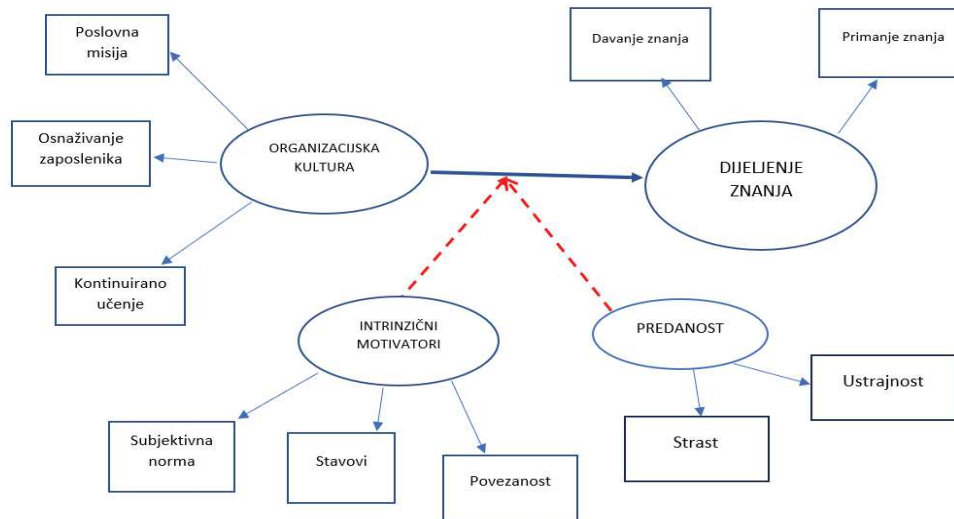 Poslovna
misija
Davanje znanja
Primanje znanja
Osnaživanje
zaposlenika
ORGANIZACIJSKA
KULTURA
DIJELJENJE
ZNANJA
Kontinuirano
učenje
INTRINZIČNI
MOTIVATORI
PREDANOST
Ustrajnost
Subjektivna
norma
Stavovi
Povezanost
Strast